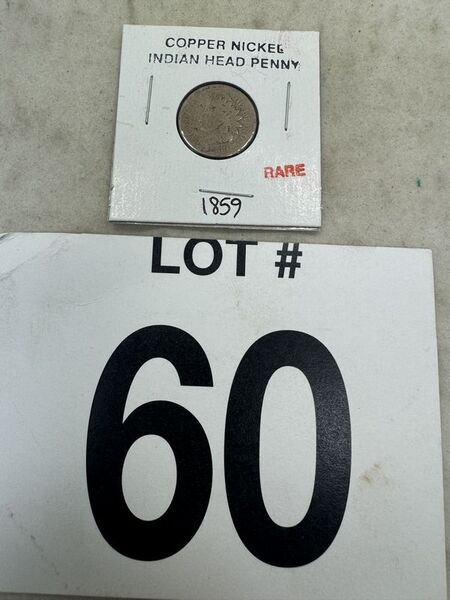 COPPER NICKEL
INDIAN HEAD PENNY
RARE
1859
LOT #
60